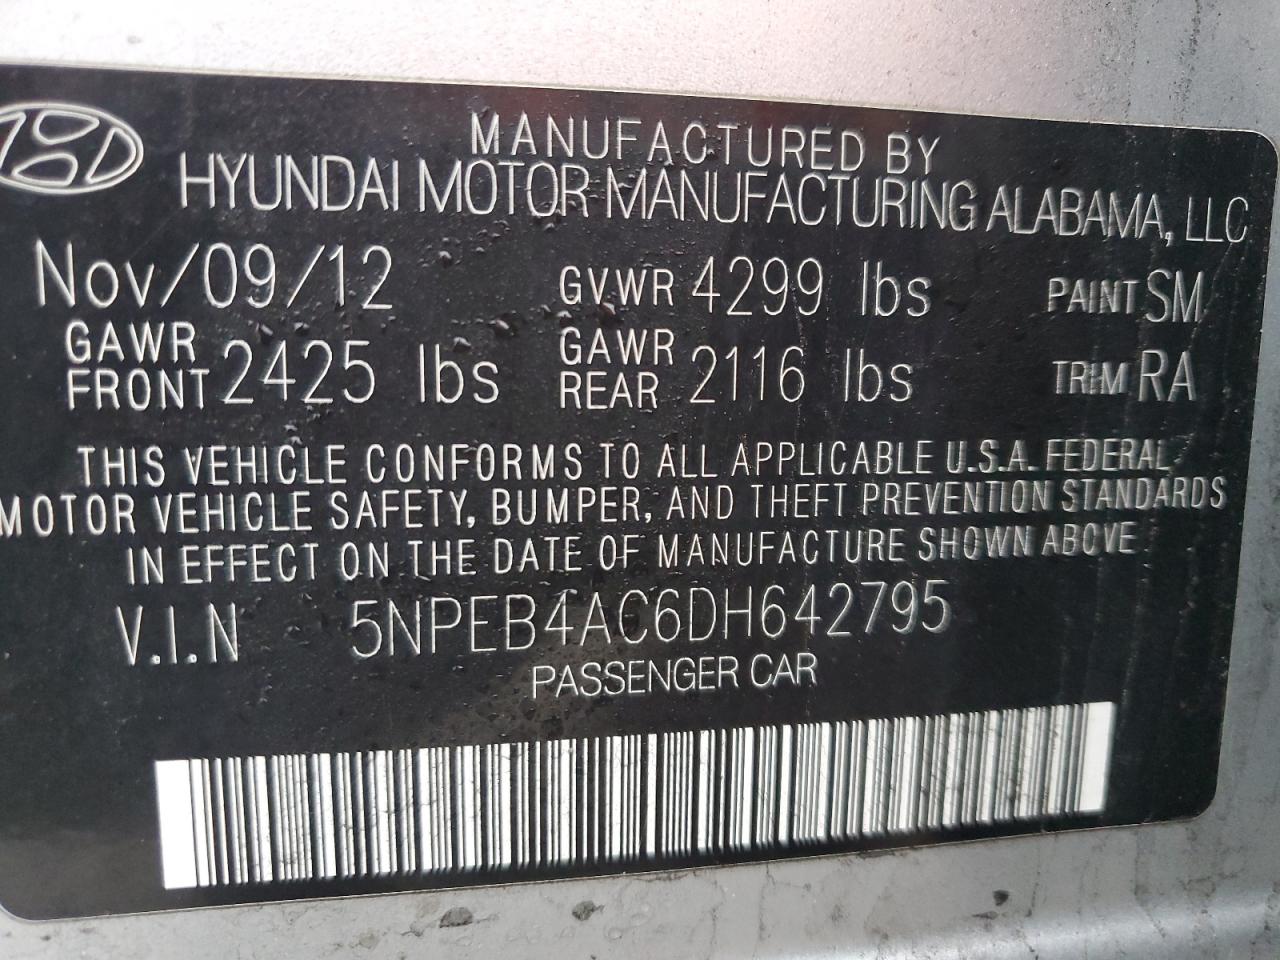 MANUFACTURED BY
HYUNDAI MOTOR MANUFACTURING ALABAMA, LLC
Nov/09/12 GVWR 4299 lbs PAINT SM
GAWR FRONT 2425 lbs GAWR REAR 2116 lbs TRIM RA
THIS VEHICLE CONFORMS TO ALL APPLICABLE U.S.A. FEDERAL
MOTOR VEHICLE SAFETY, BUMPER, AND THEFT PREVENTION STANDARDS
IN EFFECT ON THE DATE OF MANUFACTURE SHOWN ABOVE
V.I.N 5NPEB4AC6DH642795
PASSENGER CAR